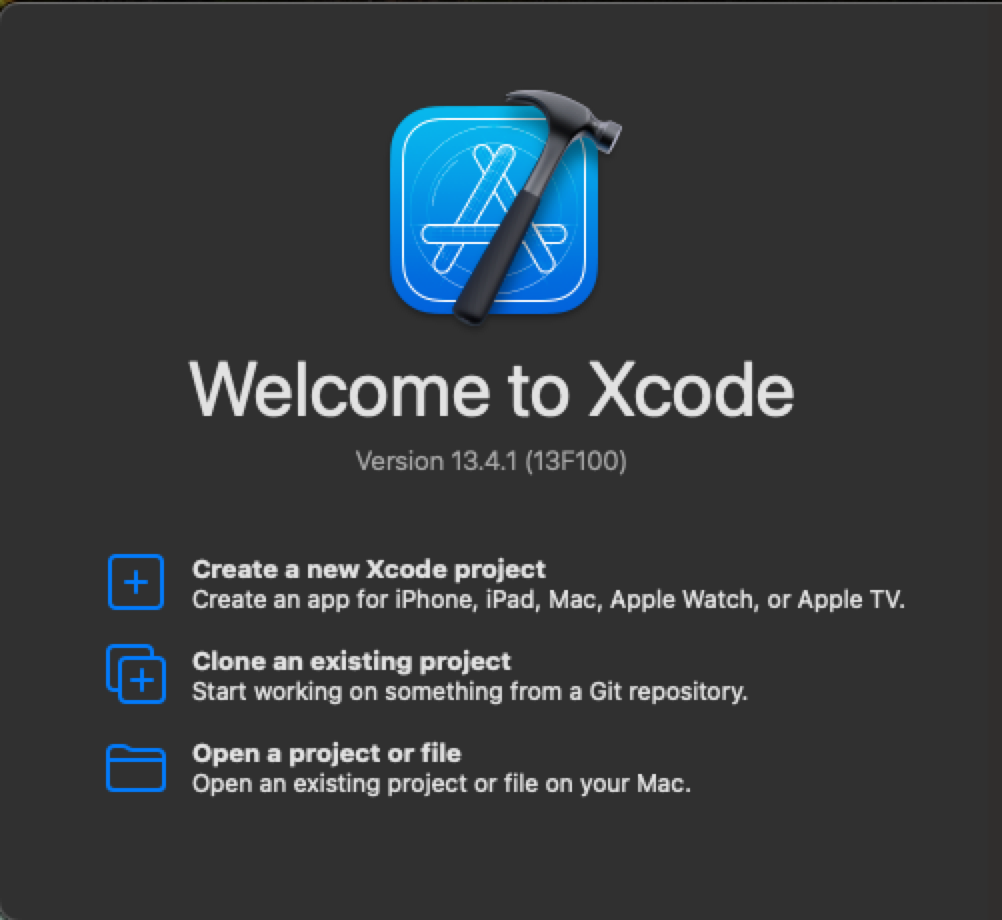 Welcome to Xcode
Version 13.4.1 (13F100)
Create a new Xcode project
Create an app for iPhone, iPad, Mac, Apple Watch, or Apple TV.
Clone an existing project
Start working on something from a Git repository.
Open a project or file
Open an existing project or file on your Mac.